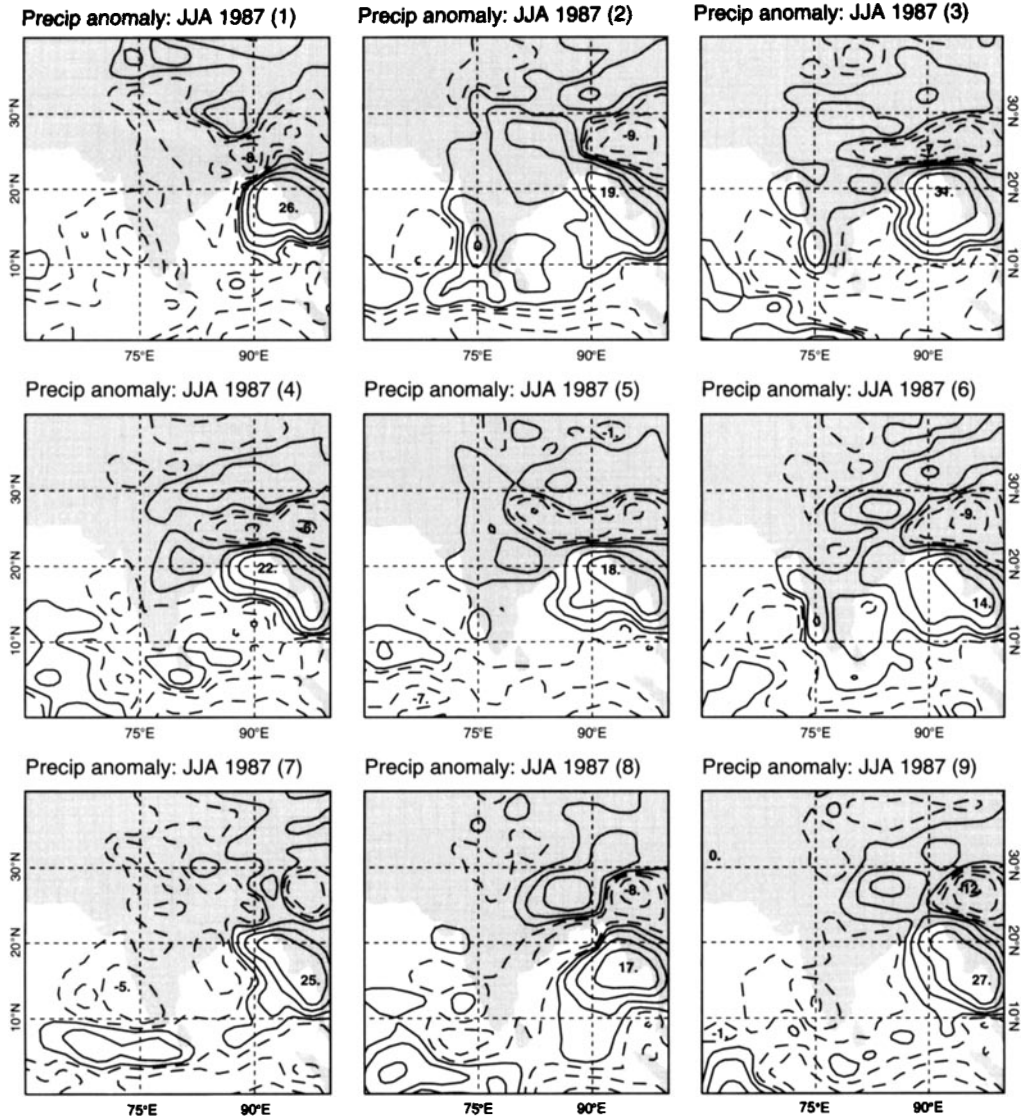 Precip anomaly: JJA 1987 (1)
Precip anomaly: JJA 1987 (2)
Precip anomaly: JJA 1987 (3)
30°N
20°N
10°N
-8.
26.
75°E
90°E
-9.
19.
75°E
90°E
31.
30°N
20°N
10°N
75°E
90°E
Precip anomaly: JJA 1987 (4)
Precip anomaly: JJA 1987 (5)
Precip anomaly: JJA 1987 (6)
30°N
20°N
10°N
22.
75°E
90°E
-1.
18.
-7.
75°E
90°E
-9.
14.
30°N
20°N
10°N
75°E
90°E
Precip anomaly: JJA 1987 (7)
Precip anomaly: JJA 1987 (8)
Precip anomaly: JJA 1987 (9)
30°N
20°N
10°N
-5.
25.
75°E
90°E
-8.
17.
75°E
90°E
0.
-12.
27.
-1.
30°N
20°N
10°N
75°E
90°E